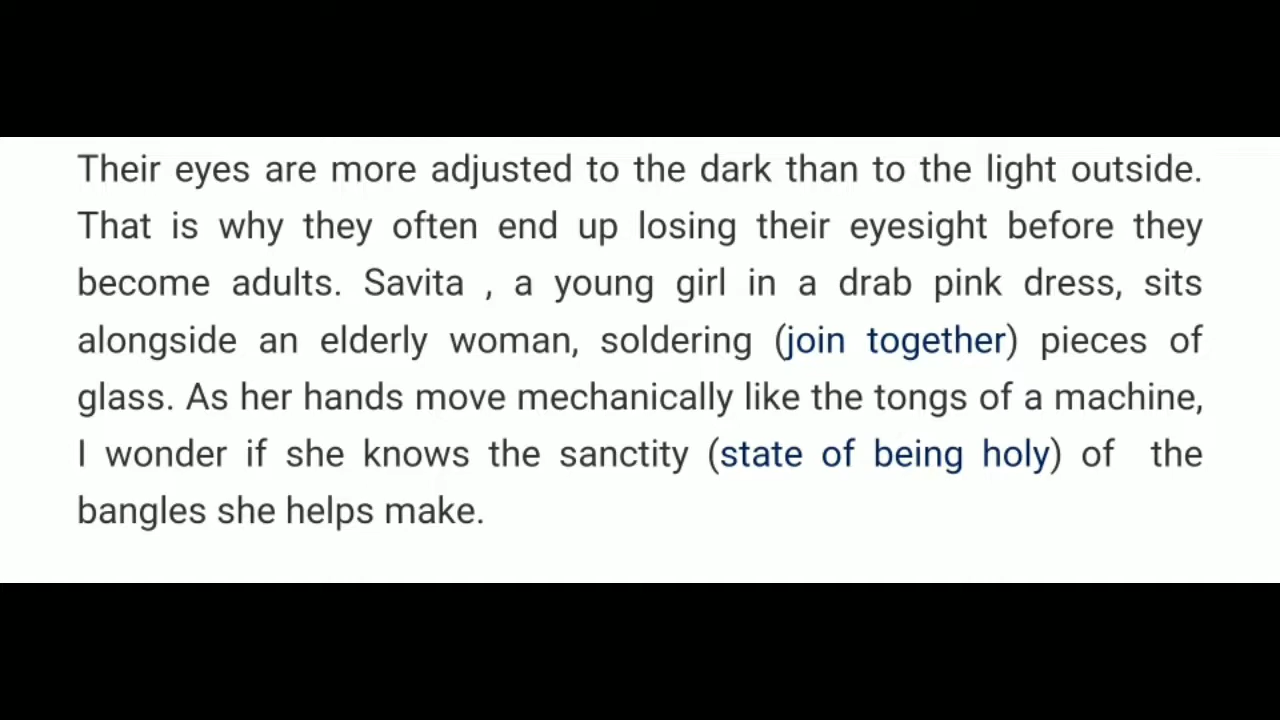 Their eyes are more adjusted to the dark than to the light outside.
That is why they often end up losing their eyesight before they
become adults. Savita , a young girl in a drab pink dress, sits
alongside an elderly woman, soldering (join together) pieces of
glass. As her hands move mechanically like the tongs of a machine,
I wonder if she knows the sanctity (state of being holy) of the
bangles she helps make.